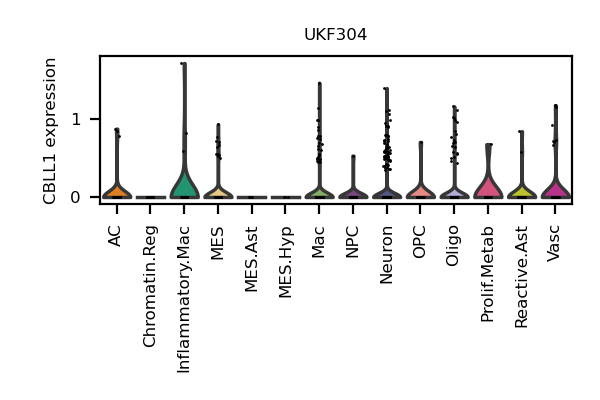 UKF304
CBLL1 expression
1
0
AC
Chromatin.Reg
Inflammatory.Mac
MES
MES.Ast
MES.Hyp
Mac
NPC
Neuron
OPC
Oligo
Prolif.Metab
Reactive.Ast
Vasc